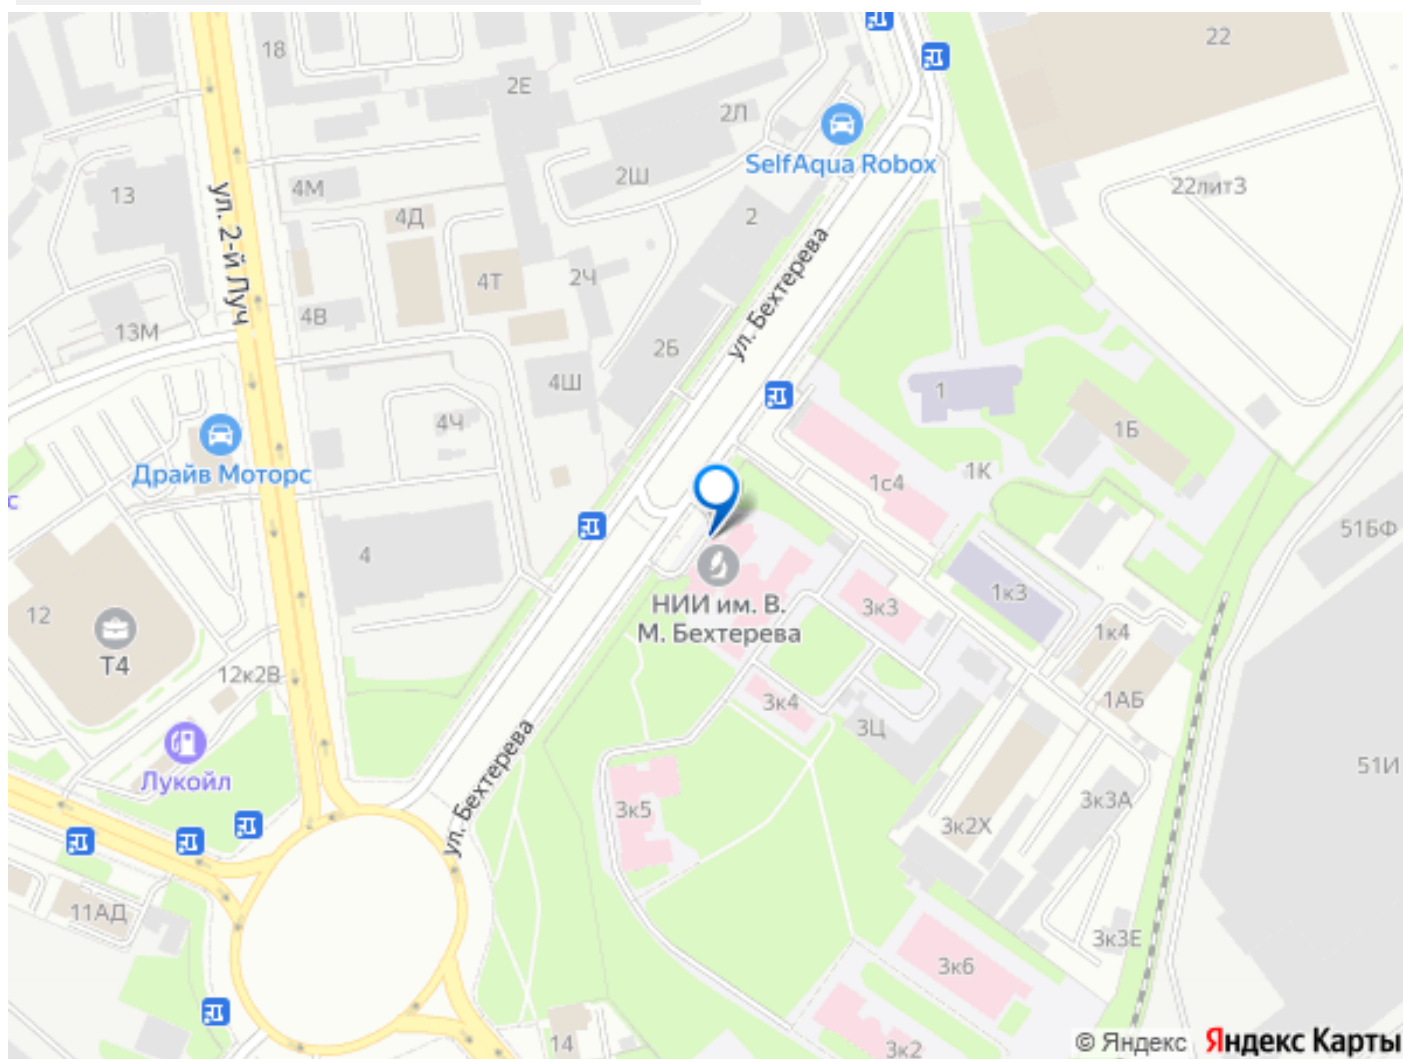 22
18
2Е
2Л
SelfAqua Robox
22лит3
2Ш
4М
13
2
4Д
ул. 2-й Луч
ул. Бехтерева
4Т
2Ч
4В
13М
2Б
4Ш
1
4Ч
1Б
Драйв Моторс
1К
1с4
с
51БФ
4
НИИ им. В.
М. Бехтерева
1к3
3к3
12
Т4
1к4
12к2В
3к4
1АБ
3Ц
ул. Бехтерева
Лукойл
51И
3к5
3к3А
3к2Х
11АД
3к3Е
3к6
14
3к2
© Яндекс Яндекс Карты